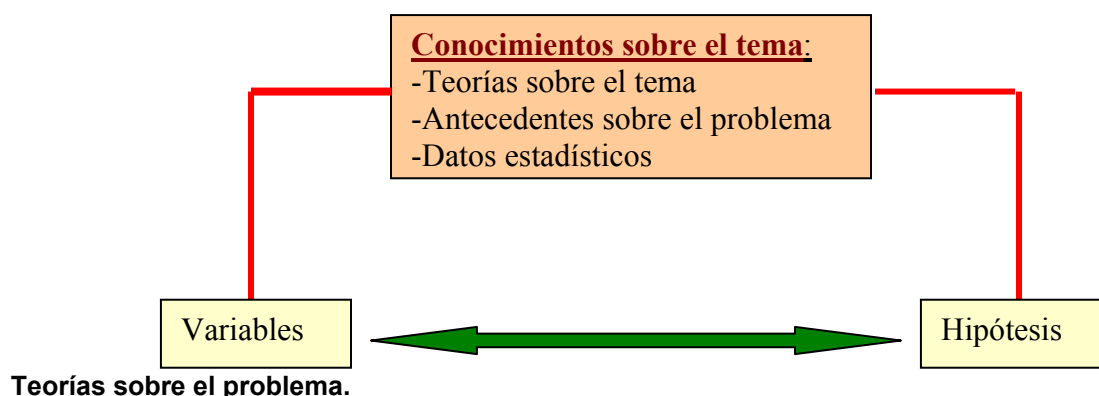 Conocimientos sobre el tema:
-Teorías sobre el tema
-Antecedentes sobre el problema
-Datos estadísticos
Variables
Hipótesis
Teorías sobre el problema.